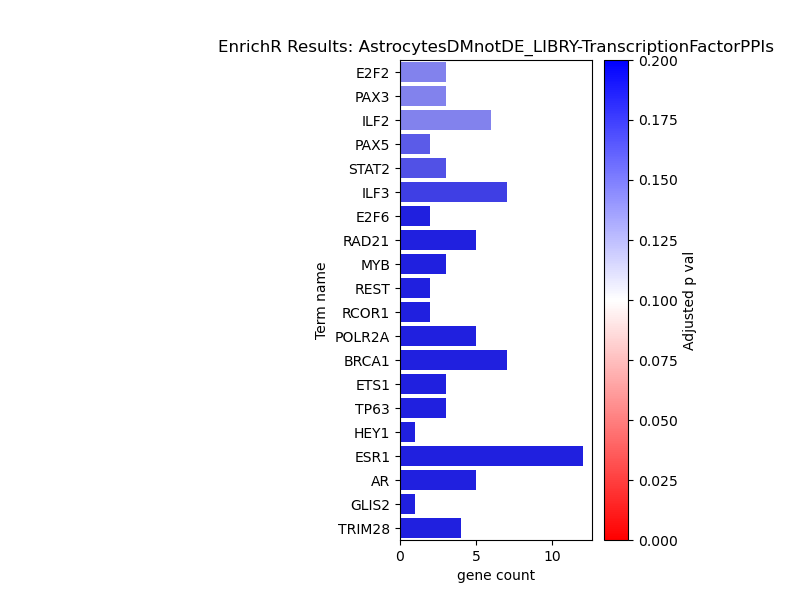 EnrichR Results: AstrocytesDMnotDE_LIBRY-TranscriptionFactorPPIs
E2F2
PAX3
ILF2
PAX5
STAT2
ILF3
E2F6
RAD21
MYB
REST
RCOR1
POLR2A
BRCA1
ETS1
TP63
HEY1
ESR1
AR
GLIS2
TRIM28
Term name
0 5 10
gene count
0.200
0.175
0.150
0.125
0.100
0.075
0.050
0.025
0.000
Adjusted p val